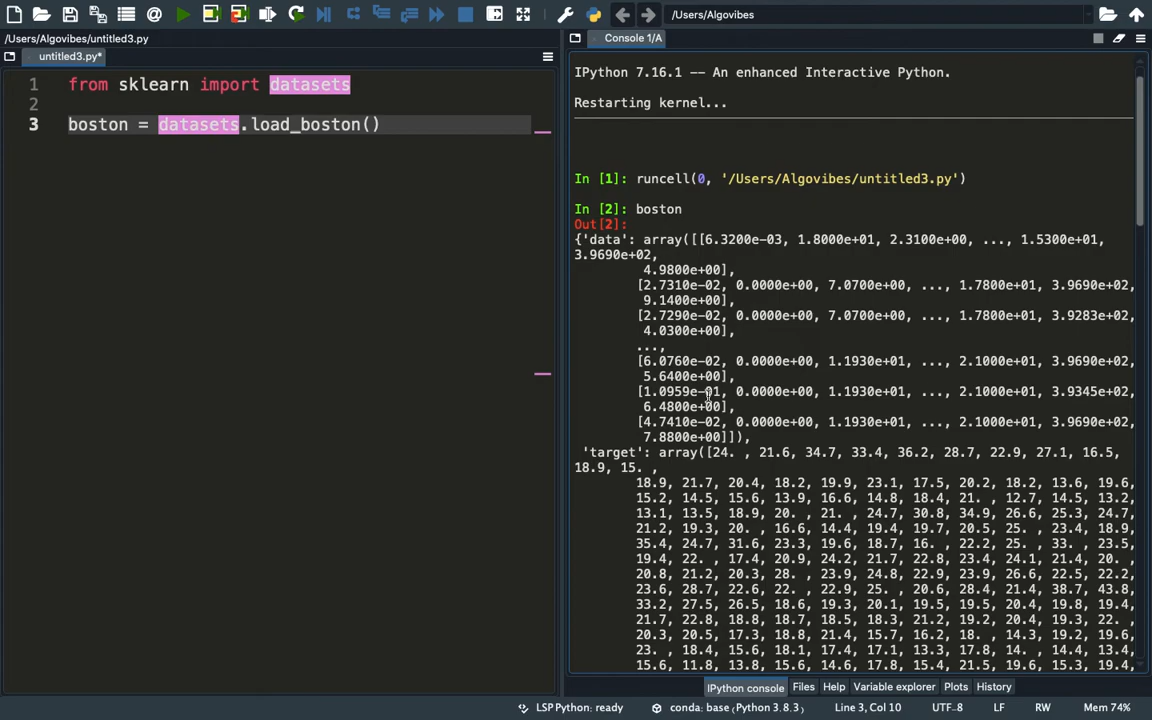 /Users/Algovibes
/Users/Algovibes/untitled3.py
untitled3.py*
1 from sklearn import datasets
2
3 boston = datasets.load_boston()
Console 1/A
IPython 7.16.1 -- An enhanced Interactive Python.
Restarting kernel...
In [1]: runcell(0, '/Users/Algovibes/untitled3.py')
In [2]: boston
Out[2]:
{'data': array([[6.3200e-03, 1.8000e+01, 2.3100e+00, ..., 1.5300e+01,
3.9690e+02,
4.9800e+00],
[2.7310e-02, 0.0000e+00, 7.0700e+00, ..., 1.7800e+01, 3.9690e+02,
9.1400e+00],
[2.7290e-02, 0.0000e+00, 7.0700e+00, ..., 1.7800e+01, 3.9283e+02,
4.0300e+00],
...,
[6.0760e-02, 0.0000e+00, 1.1930e+01, ..., 2.1000e+01, 3.9690e+02,
5.6400e+00],
[1.0959e-01, 0.0000e+00, 1.1930e+01, ..., 2.1000e+01, 3.9345e+02,
6.4800e+00],
[4.7410e-02, 0.0000e+00, 1.1930e+01, ..., 2.1000e+01, 3.9690e+02,
7.8800e+00]]),
'target': array([24. , 21.6, 34.7, 33.4, 36.2, 28.7, 22.9, 27.1, 16.5,
18.9, 15. ,
18.9, 21.7, 20.4, 18.2, 19.9, 23.1, 17.5, 20.2, 18.2, 13.6, 19.6,
15.2, 14.5, 15.6, 13.9, 16.6, 14.8, 18.4, 21. , 12.7, 14.5, 13.2,
13.1, 13.5, 18.9, 20. , 21. , 24.7, 30.8, 34.9, 26.6, 25.3, 24.7,
21.2, 19.3, 20. , 16.6, 14.4, 19.4, 19.7, 20.5, 25. , 23.4, 18.9,
35.4, 24.7, 31.6, 23.3, 19.6, 18.7, 16. , 22.2, 25. , 33. , 23.5,
19.4, 22. , 17.4, 20.9, 24.2, 21.7, 22.8, 23.4, 24.1, 21.4, 20. ,
20.8, 21.2, 20.3, 28. , 23.9, 24.8, 22.9, 23.9, 26.6, 22.5, 22.2,
23.6, 28.7, 22.6, 22. , 22.9, 25. , 20.6, 28.4, 21.4, 38.7, 43.8,
33.2, 27.5, 26.5, 18.6, 19.3, 20.1, 19.5, 19.5, 20.4, 19.8, 19.4,
21.7, 22.8, 18.8, 18.7, 18.5, 18.3, 21.2, 19.2, 20.4, 19.3, 22. ,
20.3, 20.5, 17.3, 18.8, 21.4, 15.7, 16.2, 18. , 14.3, 19.2, 19.6,
23. , 18.4, 15.6, 18.1, 17.4, 17.1, 13.3, 17.8, 14. , 14.4, 13.4,
15.6, 11.8, 13.8, 15.6, 14.6, 17.8, 15.4, 21.5, 19.6, 15.3, 19.4,
IPython console
Files
Help
Variable explorer
Plots
History
LSP Python: ready
conda: base (Python 3.8.3)
Line 3, Col 10
UTF-8
LF
RW
Mem 74%